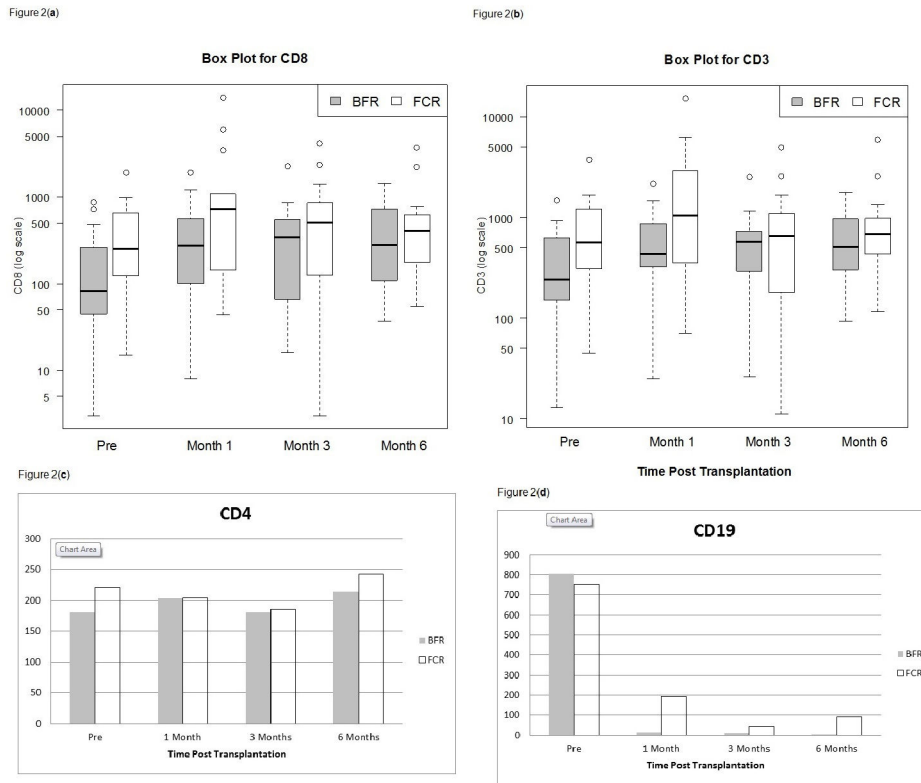 Figure 2(a)
Box Plot for CD8
BFR FCR
CD8 (log scale)
10000
5000
1000
500
100
50
10
5
Pre Month 1 Month 3 Month 6
Figure 2(b)
Box Plot for CD3
BFR FCR
CD3 (log scale)
10000
5000
1000
500
100
50
10
Pre Month 1 Month 3 Month 6
Time Post Transplantation
Figure 2(c)
CD4
Chart Area
300
250
200
150
100
50
0
Pre 1 Month 3 Months 6 Months
Time Post Transplantation
BFR
FCR
Figure 2(d)
Chart Area
CD19
900
800
700
600
500
400
300
200
100
0
Pre 1 Month 3 Months 6 Months
Time Post Transplantation
BFR
FCR